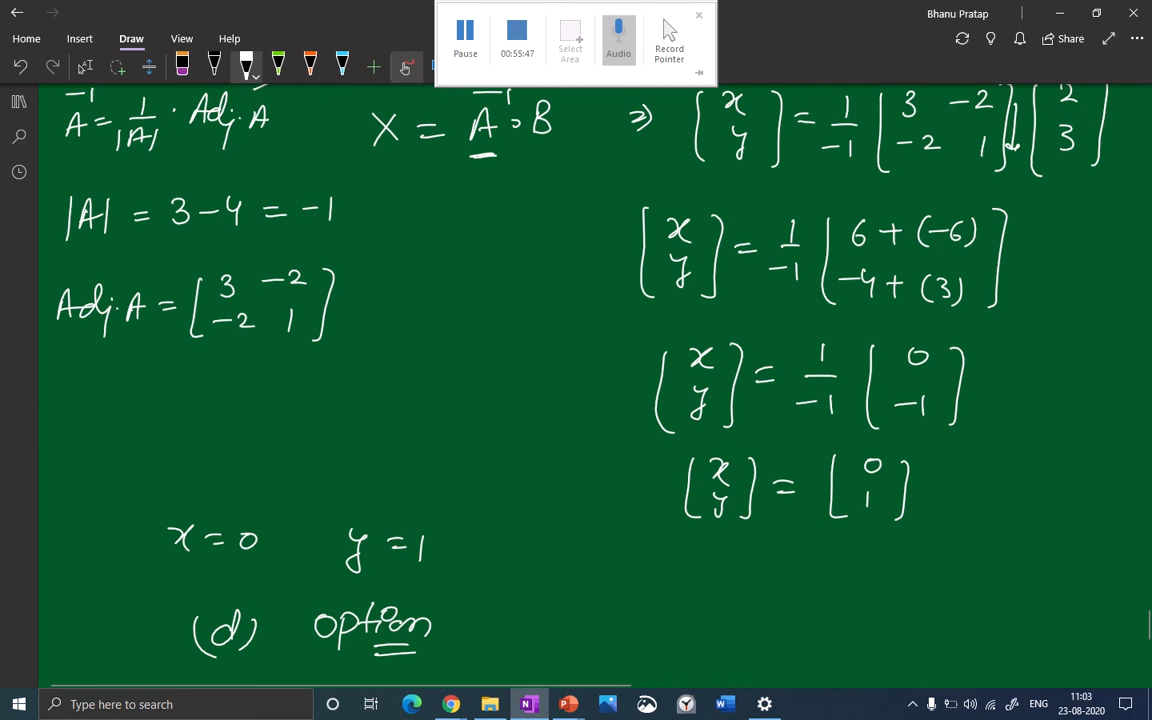 Bhanu Pratap
Home Insert Draw View Help
Pause 00:55:47 Select Area Audio Record Pointer
Share
A⁻¹ = 1/|A| · Adj. A
X = A⁻¹ · B
⇒ [x y] = 1/-1 [3 -2 -2 1] [2 3]
|A| = 3-4 = -1
[x y] = 1/-1 [6+(-6) -4+(3)]
Adj. A = [3 -2 -2 1]
[x y] = 1/-1 [0 -1]
[x y] = [0 1]
x = 0 y = 1
(d) option
Type here to search
ENG
11:03
23-08-2020